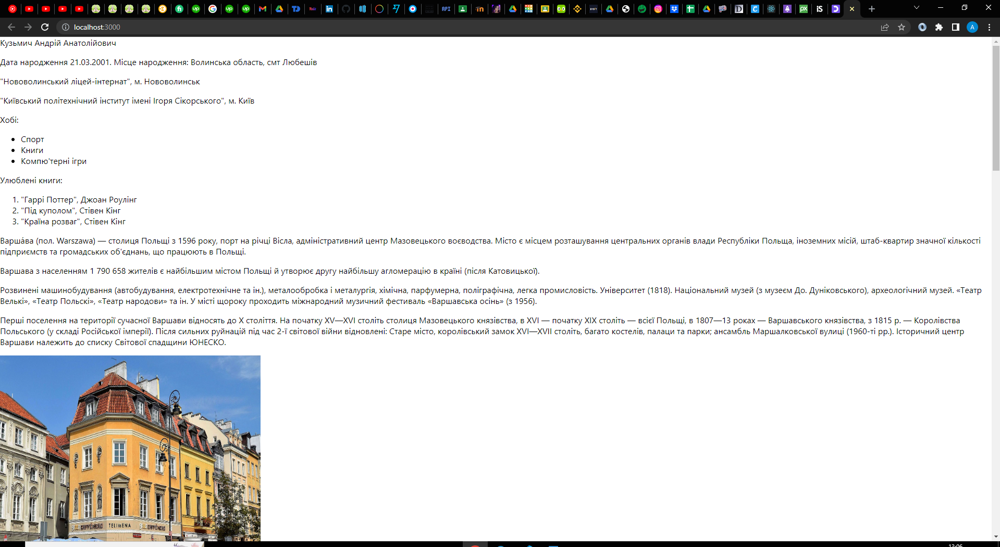 localhost:3000
Кузьмич Андрій Анатолійович
Дата народження 21.03.2001. Місце народження: Волинська область, смт Любешів
"Нововолинський ліцей-інтернат", м. Нововолинськ
"Київський політехнічний інститут імені Ігоря Сікорського", м. Київ
Хобі:
Спорт
Книги
Компю'терні ігри
Улюблені книги:
1. "Гаррі Поттер", Джоан Роулінг
2. "Під куполом", Стівен Кінг
3. "Країна розваг", Стівен Кінг
Варша́ва (пол. Warszawa) — столиця Польщі з 1596 року, порт на річці Вісла, адміністративний центр Мазовецького воєводства. Місто є місцем розташування центральних органів влади Республіки Польща, іноземних місій, штаб-квартир значної кількості
підприємств та громадських об'єднань, що працюють в Польщі.
Варшава з населенням 1 790 658 жителів є найбільшим містом Польщі й утворює другу найбільшу агломерацію в країні (після Катовицької).
Розвинені машинобудування (автобудування, електротехнічне та ін.), металообробка і металургія, хімічна, парфумерна, поліграфічна, легка промисловість. Університет (1818). Національний музей (з музеєм До. Дуніковського), археологічний музей. «Театр
Велькі», «Театр Польскі», «Театр народови» та ін. У місті щороку проходить міжнародний музичний фестиваль «Варшавська осінь» (з 1956).
Перші поселення на території сучасної Варшави відносять до X століття. На початку XV—XVI століть столиця Мазовецького князівства, в XVI — початку XIX століть — всієї Польщі, в 1807—13 роках — Варшавського князівства, з 1815 р. — Королівства
Польського (у складі Російської імперії). Після сильних руйнацій під час 2-ї світової війни відновлені: Старе місто, королівський замок XVI—XVII століть, багато костелів, палаци та парки; ансамбль Маршалковської вулиці (1960-ті рр.). Історичний центр
Варшави належить до списку Світової спадщини ЮНЕСКО.
TELIMENA